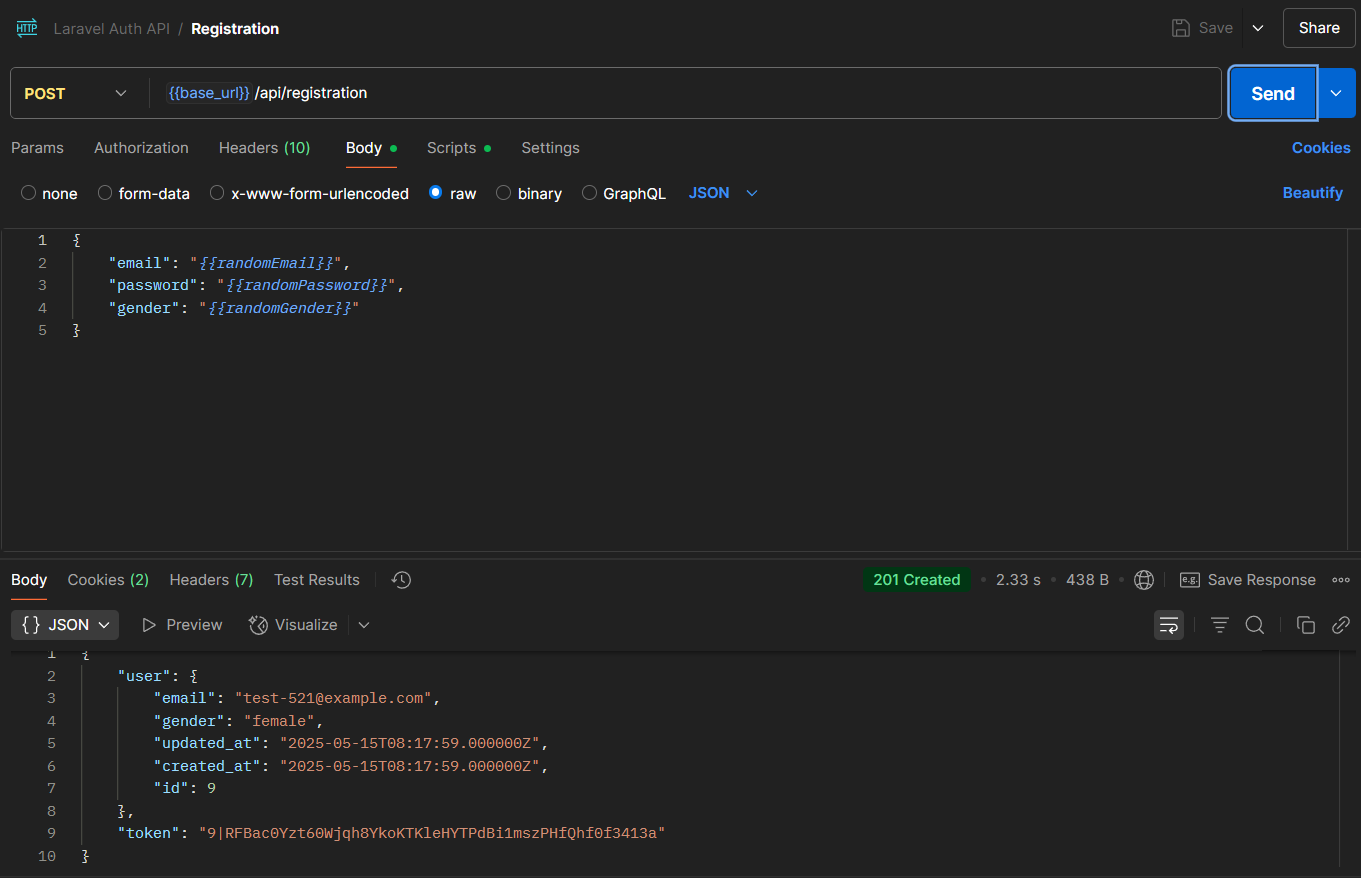 HTTP Laravel Auth API / Registration Save Share
POST {{base_url}} /api/registration Send
Params Authorization Headers (10) Body Scripts Settings Cookies
none form-data x-www-form-urlencoded raw binary GraphQL JSON Beautify
1 {
2 "email": "{{randomEmail}}",
3 "password": "{{randomPassword}}",
4 "gender": "{{randomGender}}"
5 }
Body Cookies (2) Headers (7) Test Results 201 Created • 2.33 s • 438 B • e.g. Save Response
{} JSON Preview Visualize
1 {
2 "user": {
3 "email": "test-521@example.com",
4 "gender": "female",
5 "updated_at": "2025-05-15T08:17:59.000000Z",
6 "created_at": "2025-05-15T08:17:59.000000Z",
7 "id": 9
8 },
9 "token": "9|RFBac0Yzt60Wjqh8YkoKTKleHYTPdBi1mszPHfQhf0f3413a"
10 }